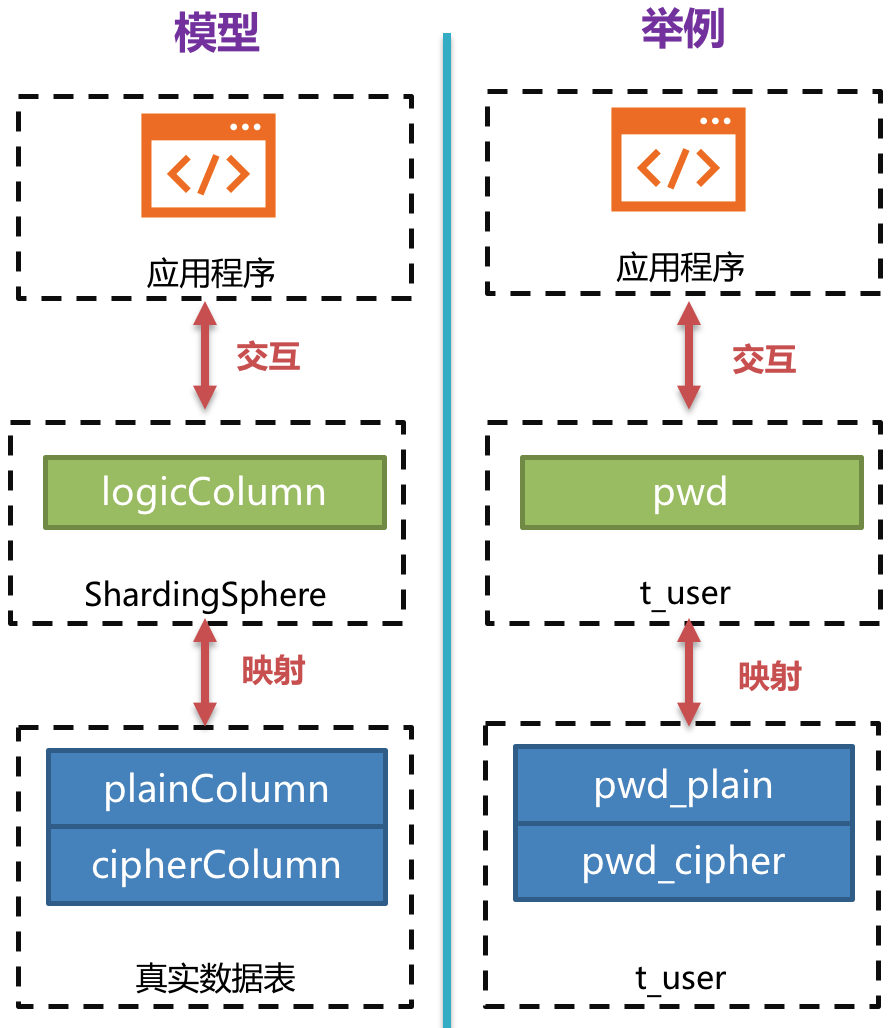 模型
应用程序
交互
logicColumn
ShardingSphere
映射
plainColumn
cipherColumn
真实数据表
举例
应用程序
交互
pwd
t_user
映射
pwd_plain
pwd_cipher
t_user